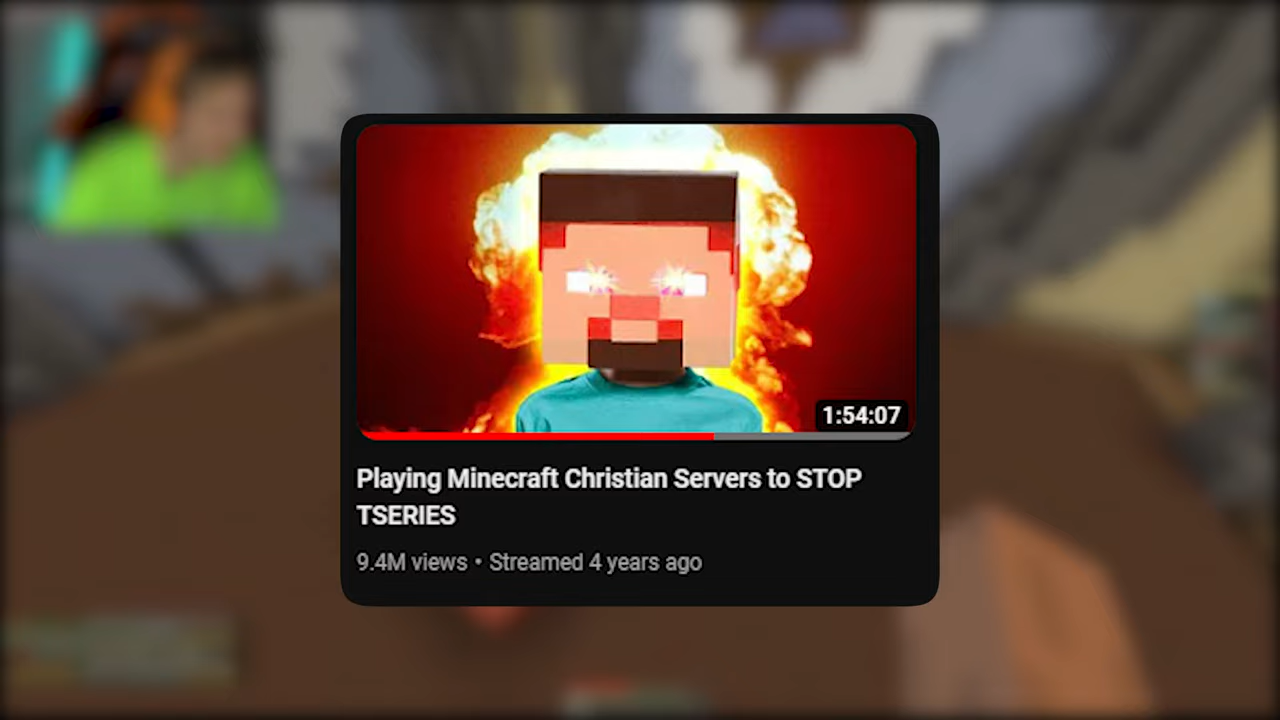 1:54:07
Playing Minecraft Christian Servers to STOP
TSERIES
9.4M views • Streamed 4 years ago